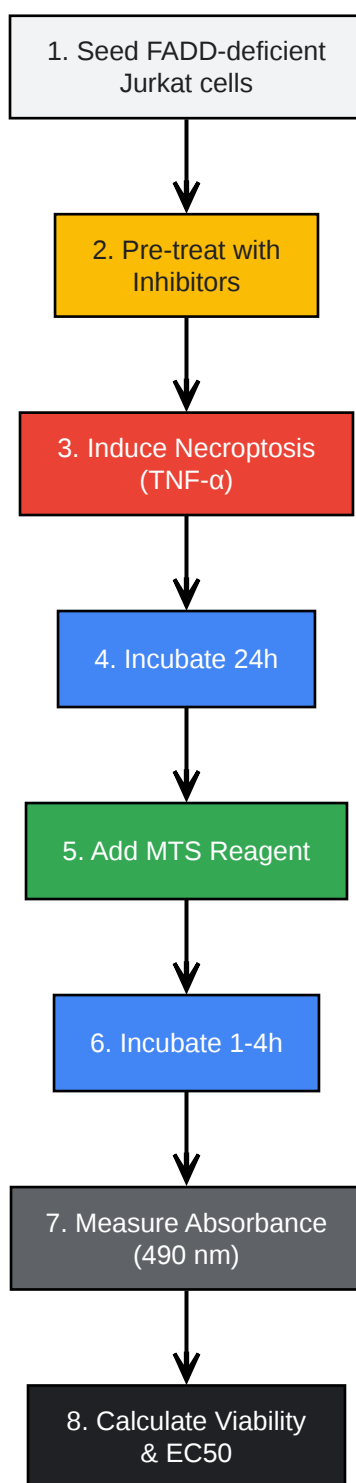 1. Seed FADD-deficient
Jurkat cells
2. Pre-treat with
Inhibitors
3. Induce Necroptosis
(TNF-α)
4. Incubate 24h
5. Add MTS Reagent
6. Incubate 1-4h
7. Measure Absorbance
(490 nm)
8. Calculate Viability
& EC50